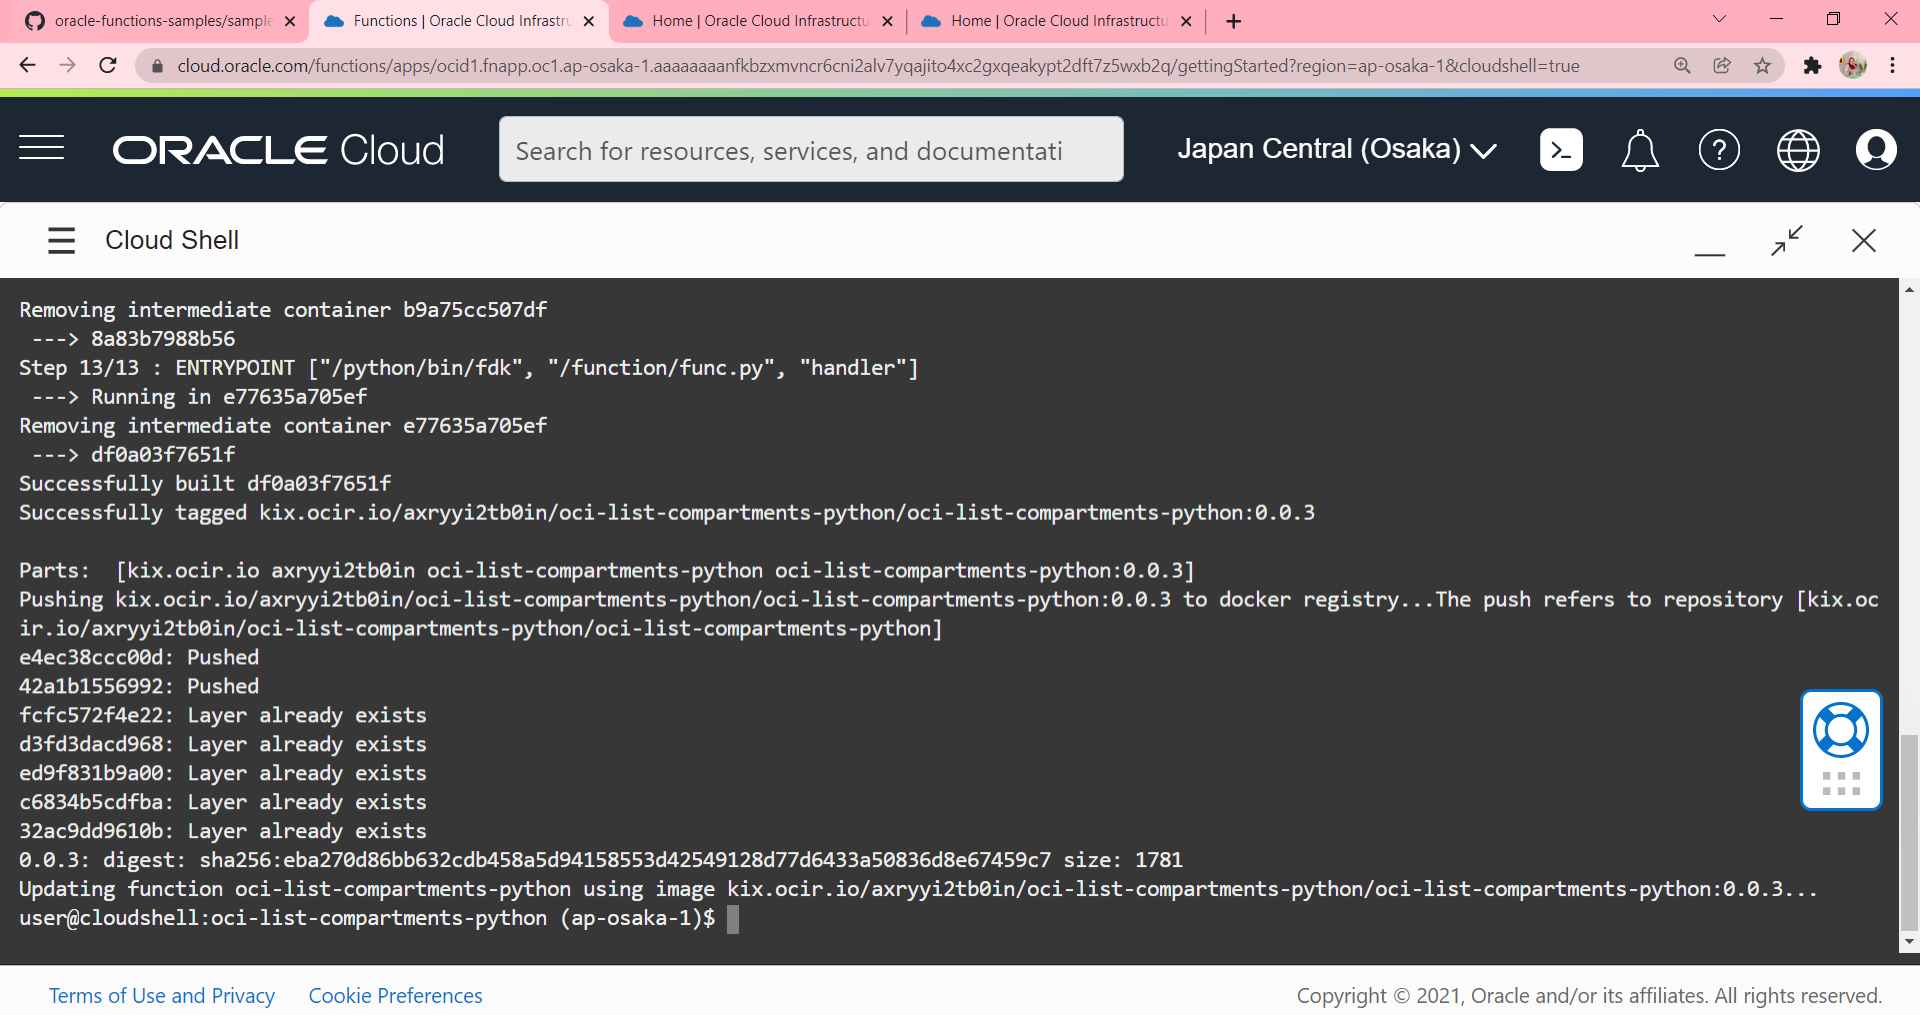 oracle-functions-samples/sample
Functions | Oracle Cloud Infrastru
Home | Oracle Cloud Infrastructu
Home | Oracle Cloud Infrastructu
cloud.oracle.com/functions/apps/ocid1.fnapp.oc1.ap-osaka-1.aaaaaaaanfkbzxmvncr6cni2alv7yqajito4xc2gxqeakypt2dft7z5wxb2q/gettingStarted?region=ap-osaka-1&cloudshell=true
ORACLE Cloud
Search for resources, services, and documentati
Japan Central (Osaka)
Cloud Shell
Removing intermediate container b9a75cc507df
 ---> 8a83b7988b56
Step 13/13 : ENTRYPOINT ["/python/bin/fdk", "/function/func.py", "handler"]
 ---> Running in e77635a705ef
Removing intermediate container e77635a705ef
 ---> df0a03f7651f
Successfully built df0a03f7651f
Successfully tagged kix.ocir.io/axryyi2tb0in/oci-list-compartments-python/oci-list-compartments-python:0.0.3
Parts:  [kix.ocir.io axryyi2tb0in oci-list-compartments-python oci-list-compartments-python:0.0.3]
Pushing kix.ocir.io/axryyi2tb0in/oci-list-compartments-python/oci-list-compartments-python:0.0.3 to docker registry...The push refers to repository [kix.oc
ir.io/axryyi2tb0in/oci-list-compartments-python/oci-list-compartments-python]
e4ec38ccc00d: Pushed
42a1b1556992: Pushed
fcfc572f4e22: Layer already exists
d3fd3dacd968: Layer already exists
ed9f831b9a00: Layer already exists
c6834b5cdfba: Layer already exists
32ac9dd9610b: Layer already exists
0.0.3: digest: sha256:eba270d86bb632cdb458a5d94158553d42549128d77d6433a50836d8e67459c7 size: 1781
Updating function oci-list-compartments-python using image kix.ocir.io/axryyi2tb0in/oci-list-compartments-python/oci-list-compartments-python:0.0.3...
user@cloudshell:oci-list-compartments-python (ap-osaka-1)$
Terms of Use and Privacy
Cookie Preferences
Copyright © 2021, Oracle and/or its affiliates. All rights reserved.